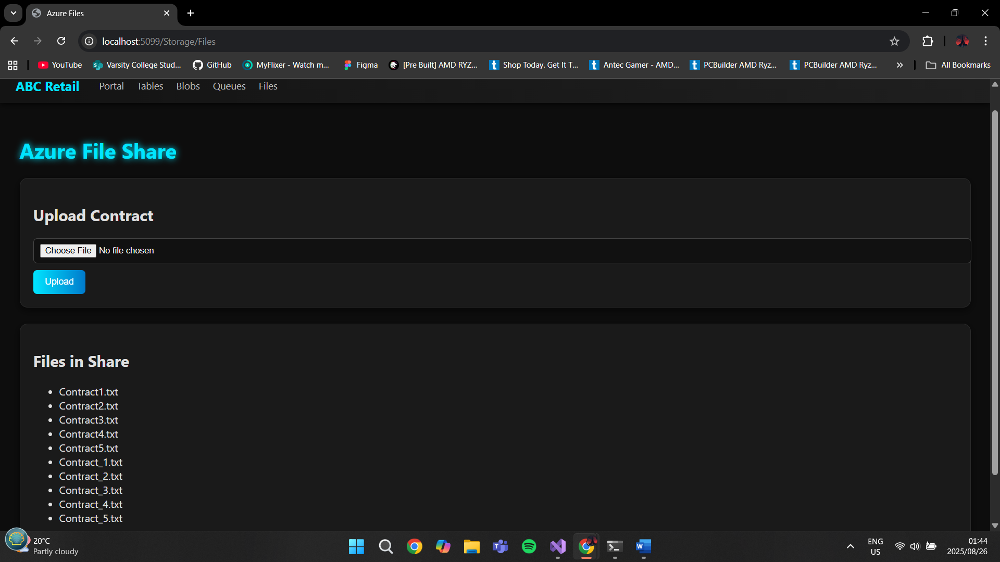 Azure Files
localhost:5099/Storage/Files
YouTube
Varsity College Stud...
GitHub
MyFlixer - Watch m...
Figma
[Pre Built] AMD RYZ...
Shop Today. Get It T...
Antec Gamer - AMD...
PCBuilder AMD Ryz...
PCBuilder AMD Ryz...
All Bookmarks
ABC Retail
Portal
Tables
Blobs
Queues
Files
Azure File Share
Upload Contract
Choose File No file chosen
Upload
Files in Share
Contract1.txt
Contract2.txt
Contract3.txt
Contract4.txt
Contract5.txt
Contract_1.txt
Contract_2.txt
Contract_3.txt
Contract_4.txt
Contract_5.txt
20°C
Partly cloudy
ENG
US
01:44
2025/08/26